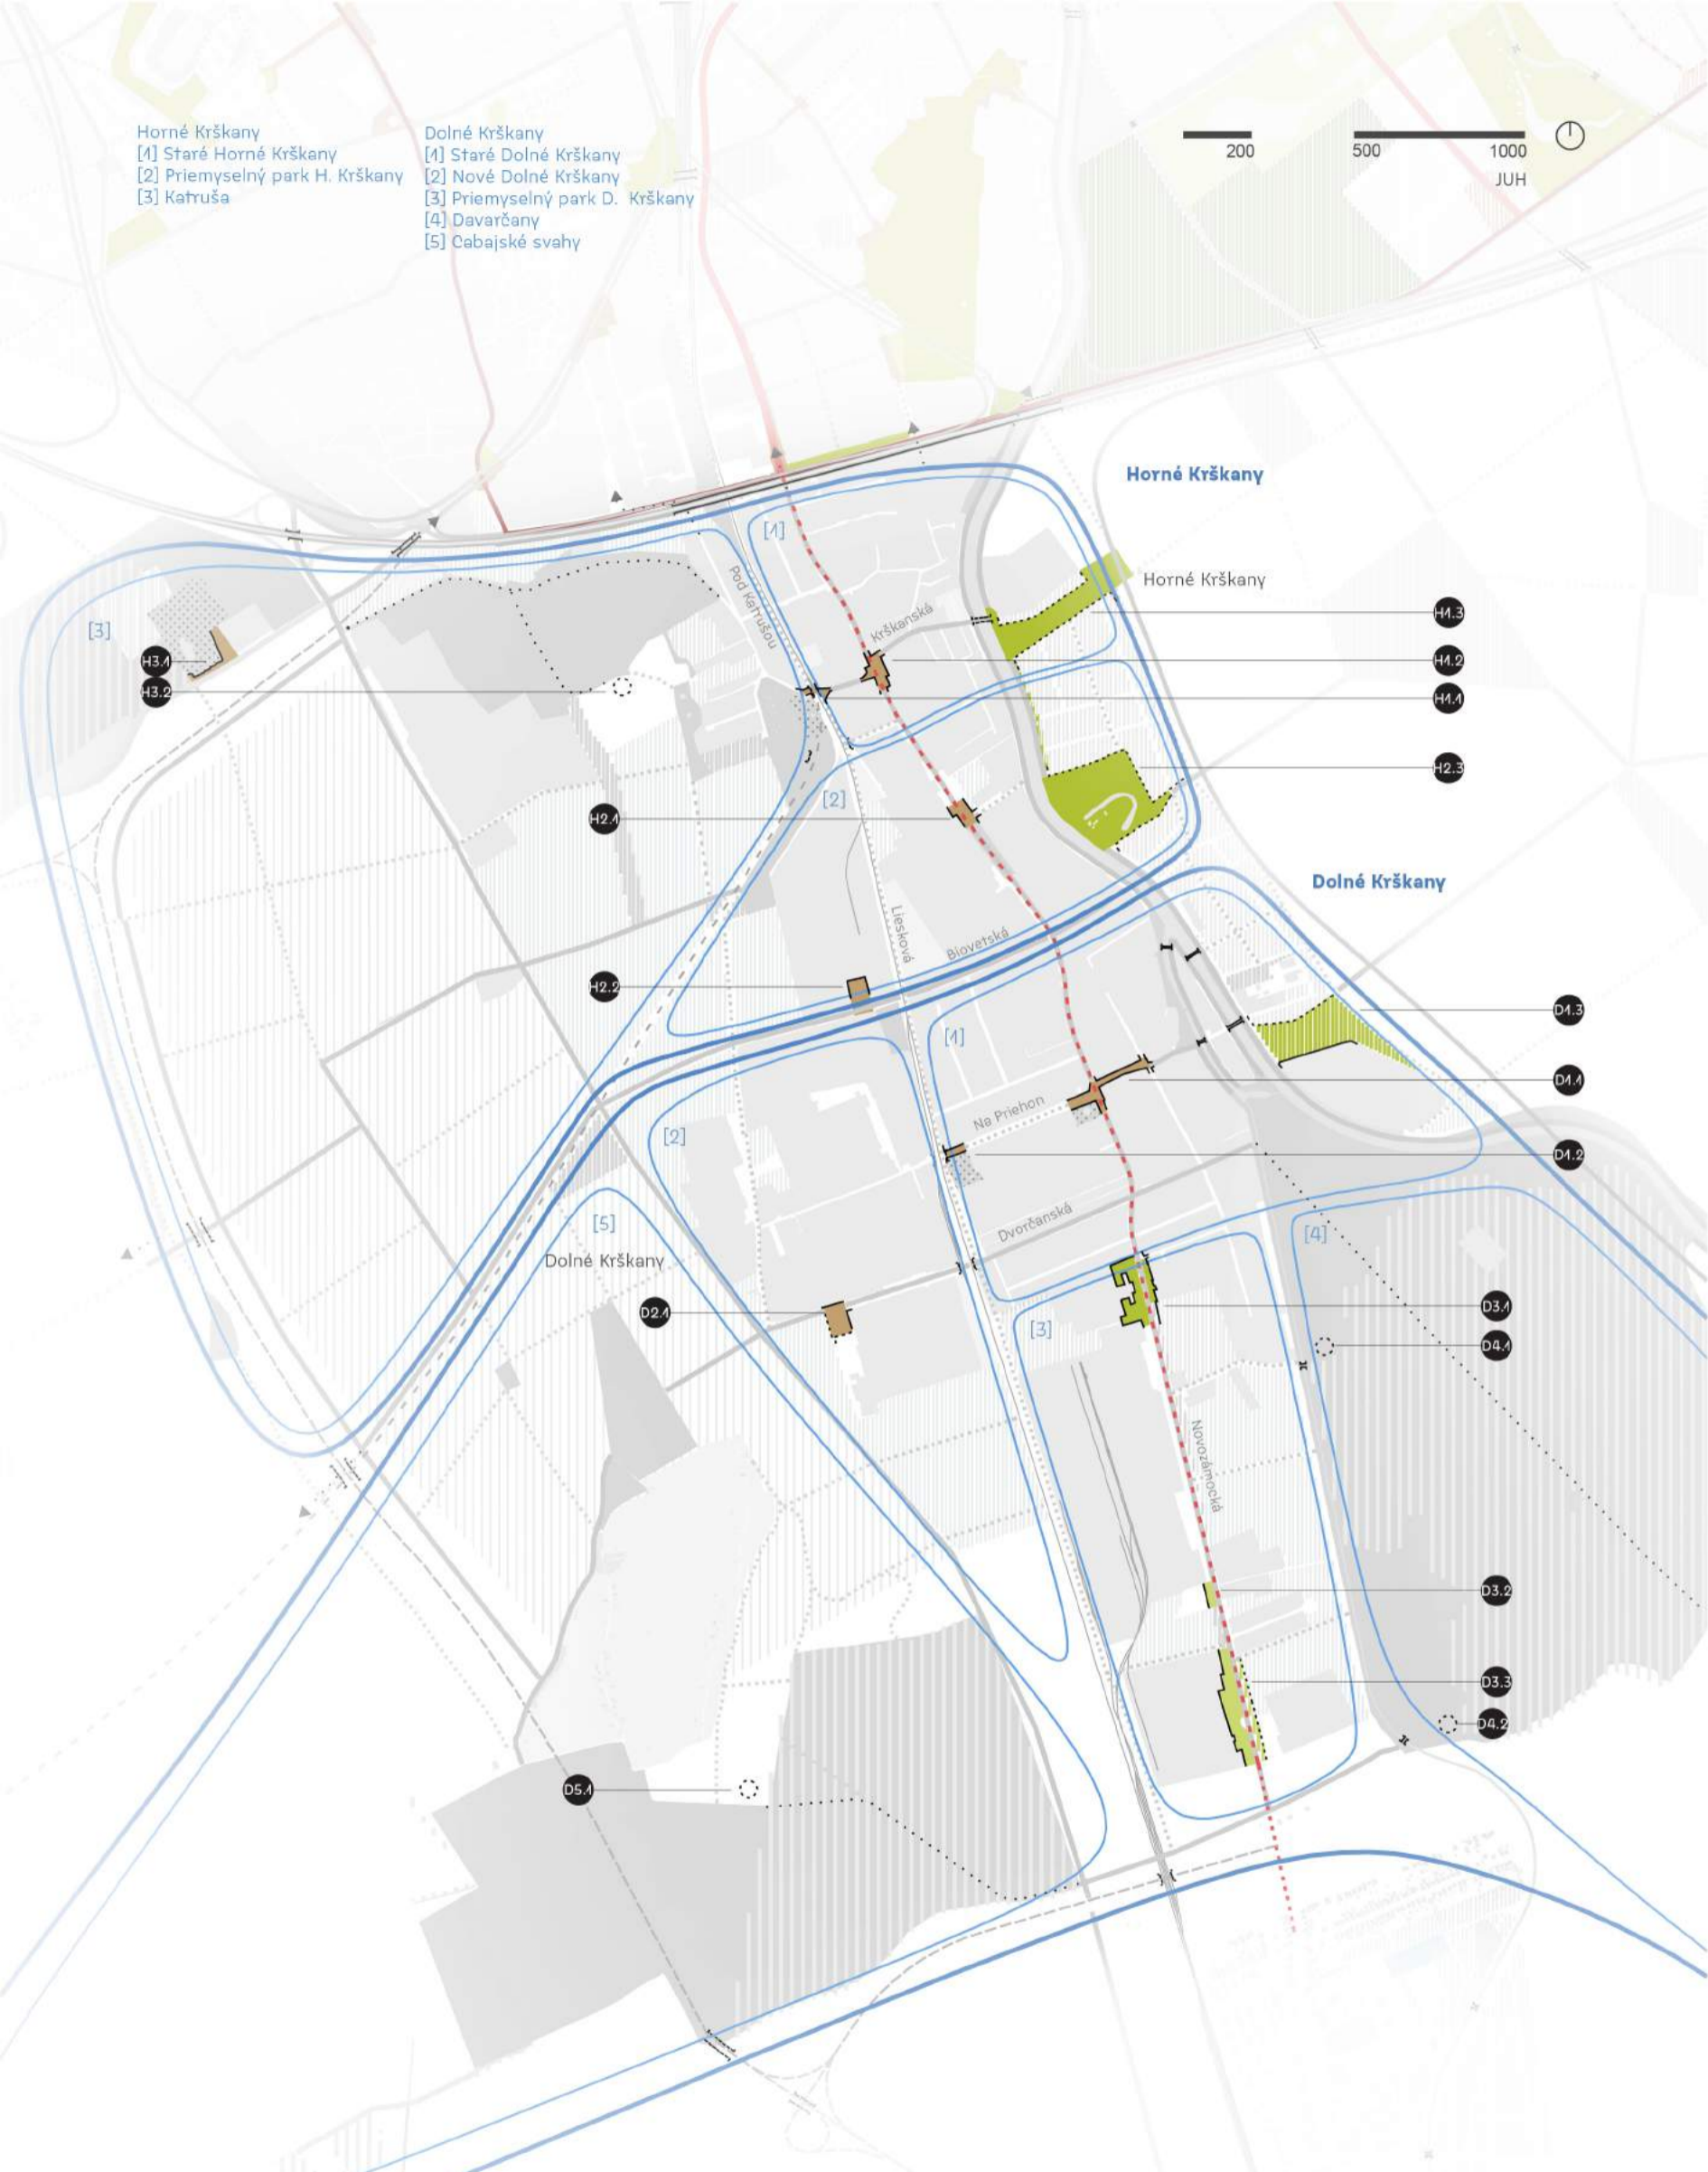 Horné Krškany
[1] Staré Horné Krškany
[2] Priemyselný park H. Krškany
[3] Katruša
Dolné Krškany
[1] Staré Dolné Krškany
[2] Nové Dolné Krškany
[3] Priemyselný park D. Krškany
[4] Davarčany
[5] Cabajské svahy
200
500
1000
JUH
Horné Krškany
[1]
Pod Katrušou
Horné Krškany
Krškanská
H1.3
[3]
H3.1
H1.2
H3.2
H1.1
H2.3
[2]
H2.1
Dolné Krškany
Liesková
Biovetská
H2.2
D1.3
[1]
D1.1
Na Priehon
[2]
D1.2
[5]
Dvorčanská
[4]
Dolné Krškany
D2.1
D3.1
[3]
D4.1
Novozámocká
D3.2
D3.3
D4.2
D5.1